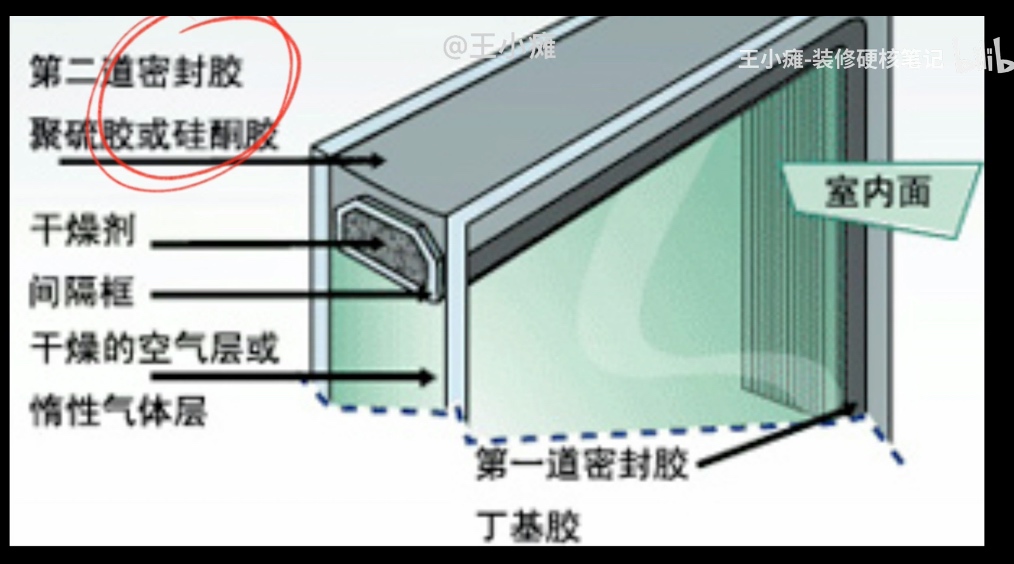 @王小瘫
王小瘫-装修硬核笔记
第二道密封胶
聚硫胶或硅酮胶
室内面
干燥剂
间隔框
干燥的空气层或
惰性气体层
第一道密封胶
丁基胶